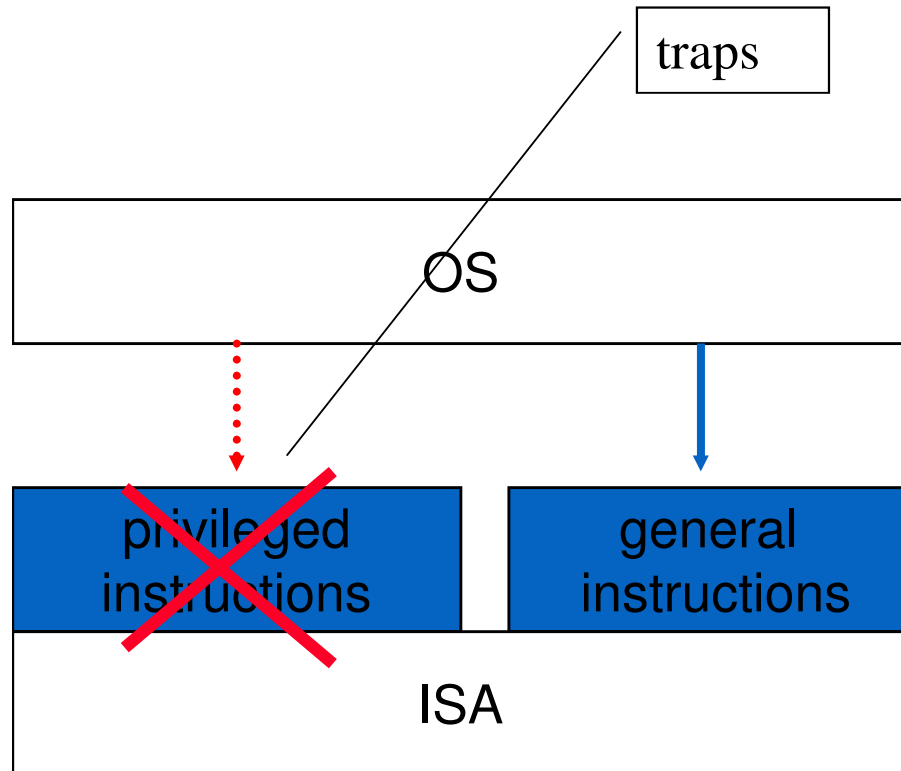 traps
OS
privileged
instructions
general
instructions
ISA